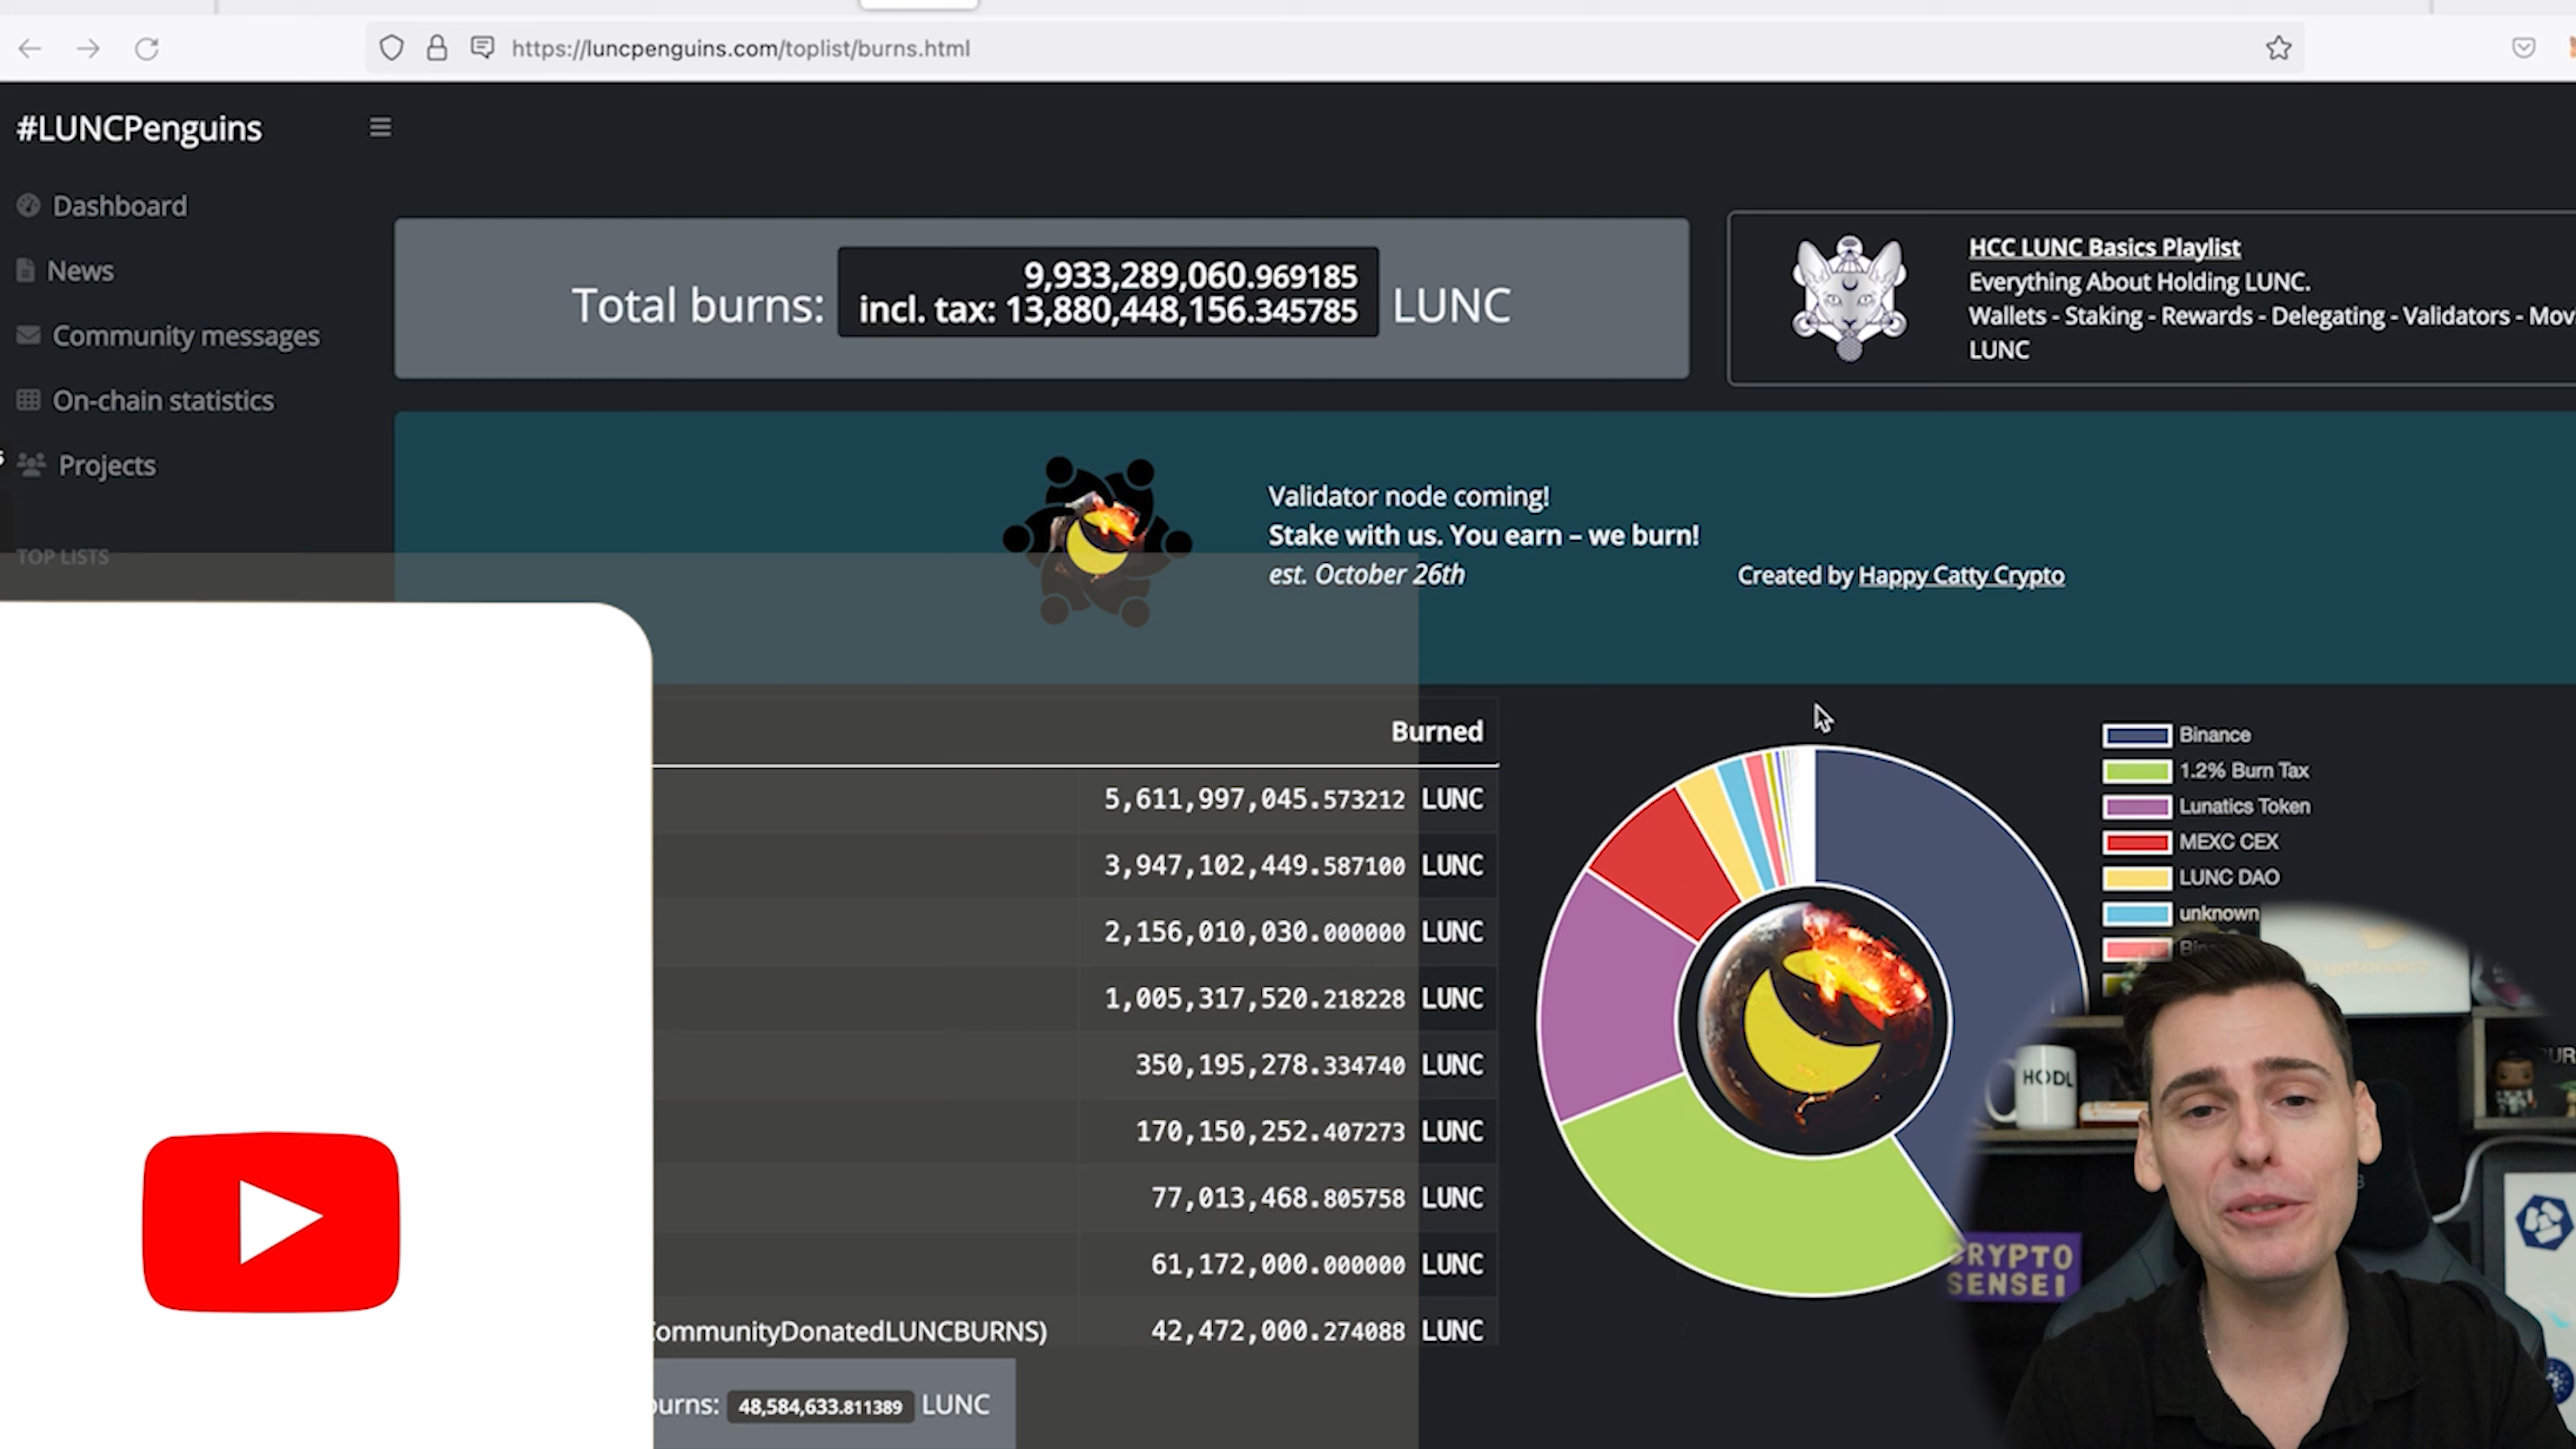 https://luncpenguins.com/toplist/burns.html
#LUNCPenguins
Dashboard
News
Community messages
On-chain statistics
Projects
TOP LISTS
Total burns: 9,933,289,060.969185
incl. tax: 13,880,448,156.345785 LUNC
HCC LUNC Basics Playlist
Everything About Holding LUNC.
Wallets - Staking - Rewards - Delegating - Validators - Mov
LUNC
Validator node coming!
Stake with us. You earn – we burn!
est. October 26th
Created by Happy Catty Crypto
Burned
5,611,997,045.573212 LUNC
3,947,102,449.587100 LUNC
2,156,010,030.000000 LUNC
1,005,317,520.218228 LUNC
350,195,278.334740 LUNC
170,150,252.407273 LUNC
77,013,468.805758 LUNC
61,172,000.000000 LUNC
ommunityDonatedLUNCBURNS) 42,472,000.274088 LUNC
burns: 48,584,633.811389 LUNC
Binance
1.2% Burn Tax
Lunatics Token
MEXC CEX
LUNC DAO
unknown
HODL
CRYPTO
SENSEI